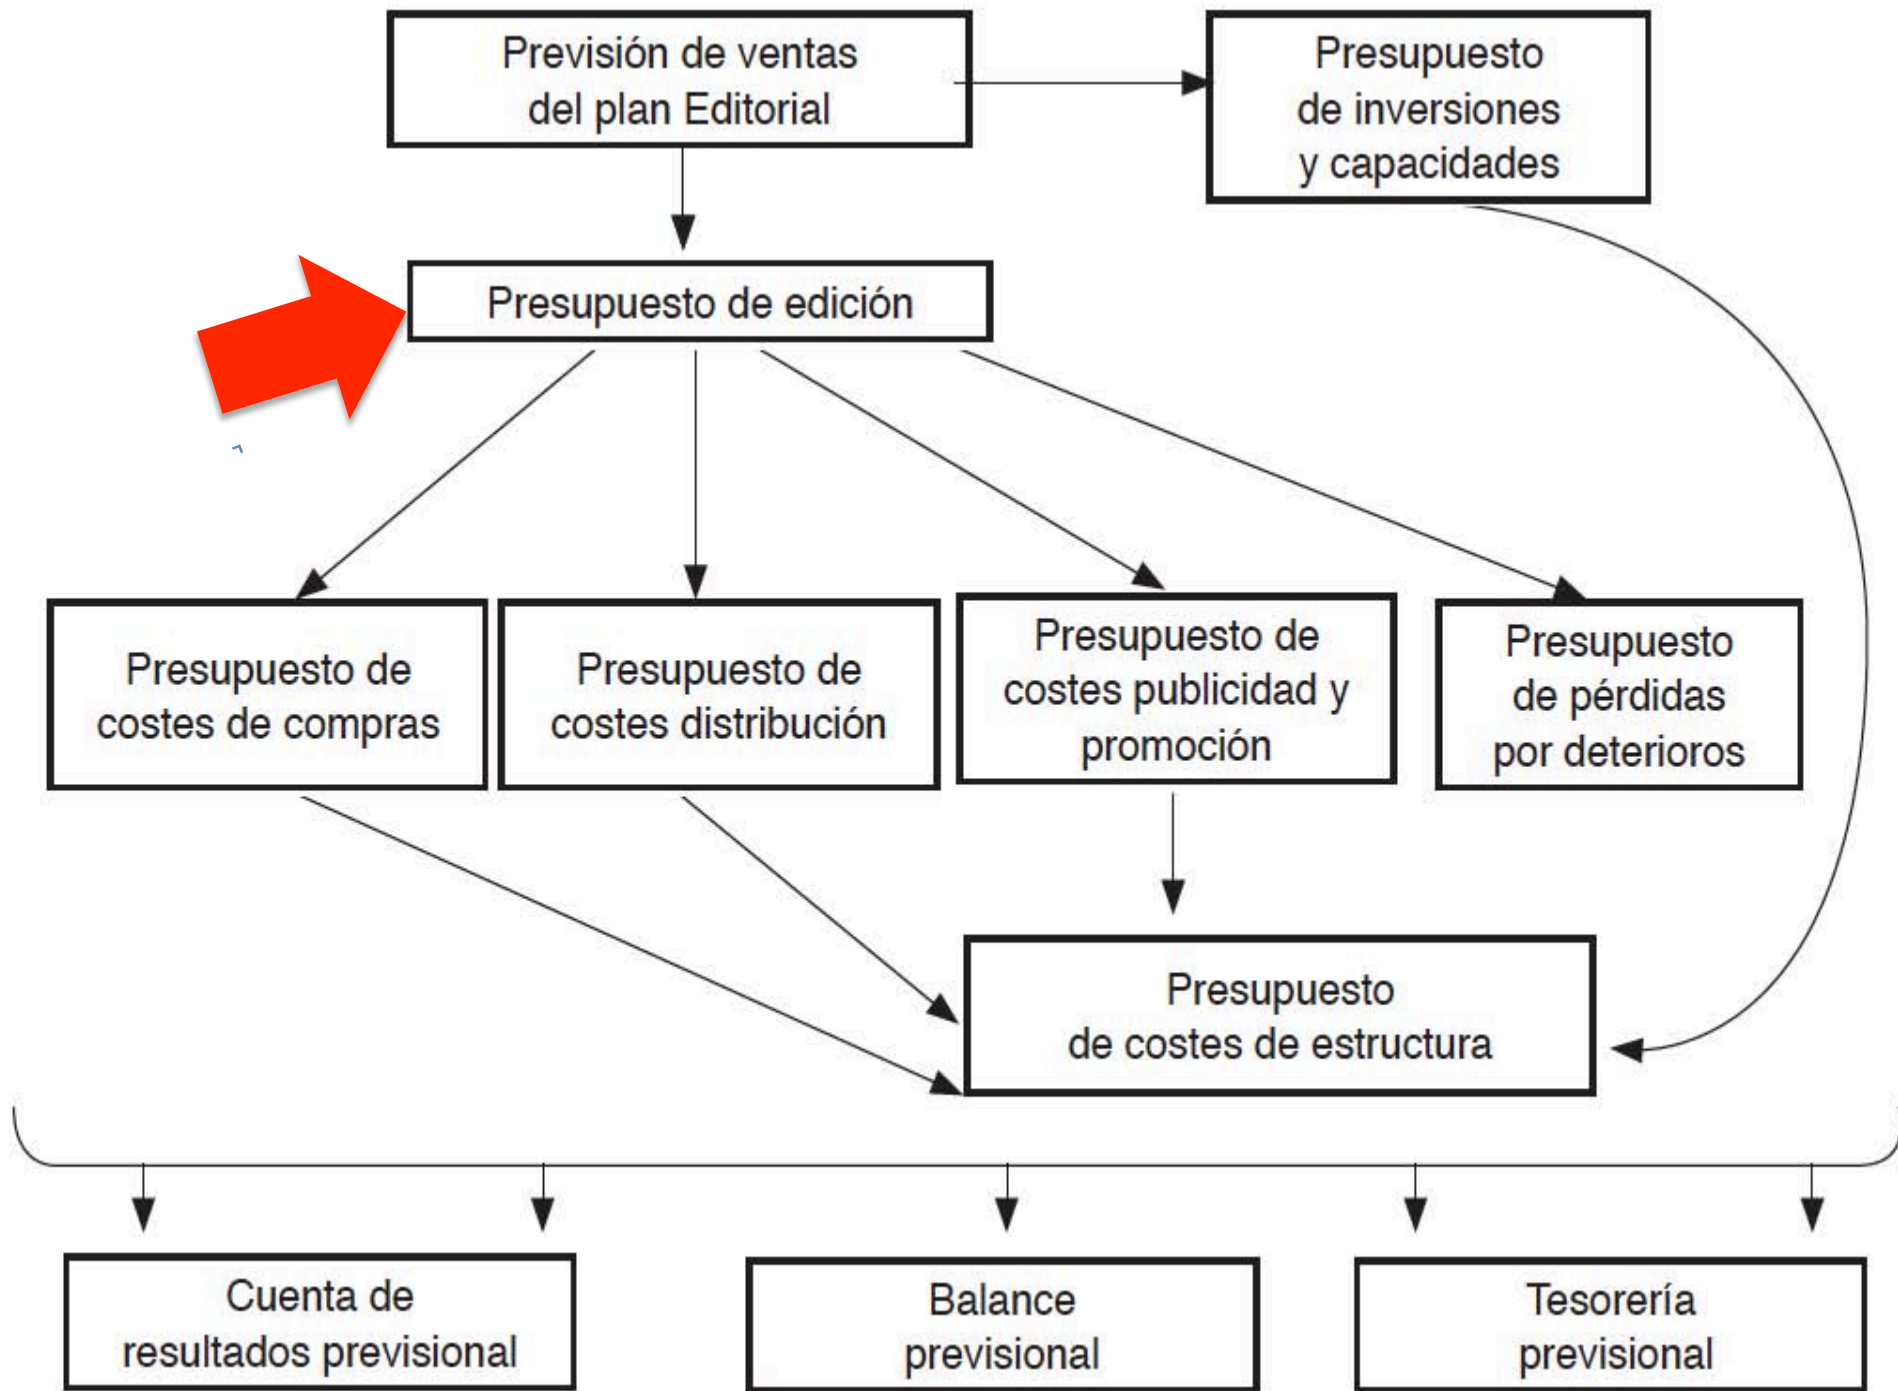 Previsión de ventas
del plan Editorial
Presupuesto
de inversiones
y capacidades
Presupuesto de edición
Presupuesto de
costes de compras
Presupuesto de
costes distribución
Presupuesto de
costes publicidad y
promoción
Presupuesto
de pérdidas
por deterioros
Presupuesto
de costes de estructura
Cuenta de
resultados previsional
Balance
previsional
Tesorería
previsional